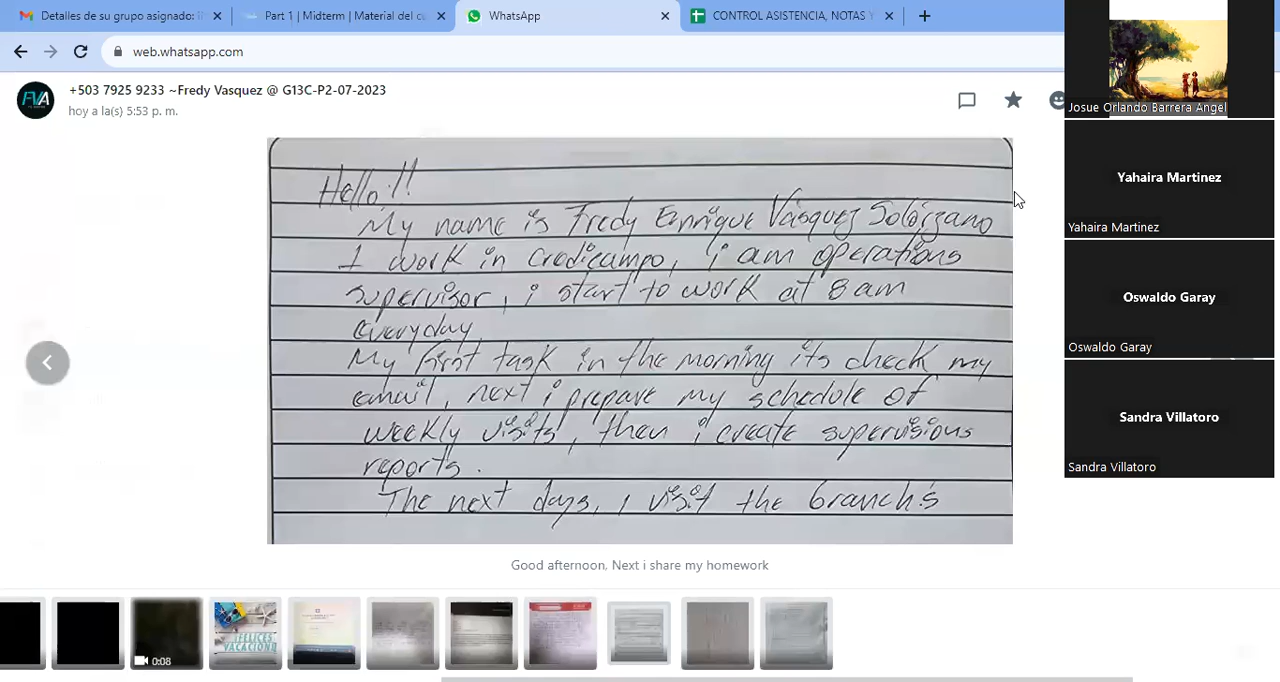 Detalles de su grupo asignado: I
Part 1 | Midterm | Material del cu
WhatsApp
CONTROL ASISTENCIA, NOTAS Y
web.whatsapp.com
+503 7925 9233 ~Fredy Vasquez @ G13C-P2-07-2023
hoy a la(s) 5:53 p. m.
FVA
Hello!!
My name is Fredy Enrique Vásquez Solórzano
I work in credicampo, i am operations
supervisor, i start to work at 8 am
everyday
My first task in the morning its check my
email, next i prepare my schedule of
weekly visits, then i create supervisions
reports.
The next days, I visit the branch's
Good afternoon, Next i share my homework
¡FELICES
VACACION
0:08
Josue Orlando Barrera Angel
Yahaira Martinez
Yahaira Martinez
Oswaldo Garay
Oswaldo Garay
Sandra Villatoro
Sandra Villatoro